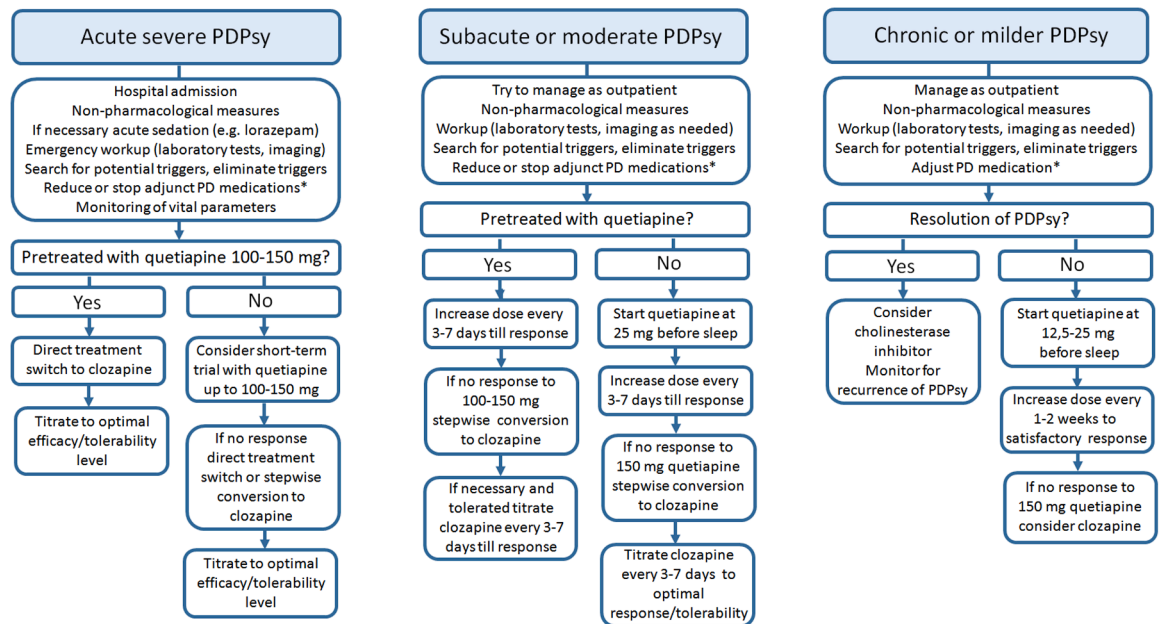 Acute severe PDPsy
Hospital admission
Non-pharmacological measures
If necessary acute sedation (e.g. lorazepam)
Emergency workup (laboratory tests, imaging)
Search for potential triggers, eliminate triggers
Reduce or stop adjunct PD medications*
Monitoring of vital parameters
Pretreated with quetiapine 100-150 mg?
Yes
Direct treatment
switch to clozapine
Titrate to optimal
efficacy/tolerability
level
No
Consider short-term
trial with quetiapine
up to 100-150 mg
If no response
direct treatment
switch or stepwise
conversion to
clozapine
Titrate to optimal
efficacy/tolerability
level
Subacute or moderate PDPsy
Try to manage as outpatient
Non-pharmacological measures
Workup (laboratory tests, imaging as needed)
Search for potential triggers, eliminate triggers
Reduce or stop adjunct PD medications*
Pretreated with quetiapine?
Yes
Increase dose every
3-7 days till response
If no response to
100-150 mg
stepwise conversion
to clozapine
If necessary and
tolerated titrate
clozapine every 3-7
days till response
No
Start quetiapine at
25 mg before sleep
Increase dose every
3-7 days till response
If no response to
150 mg quetiapine
stepwise conversion
to clozapine
Titrate clozapine
every 3-7 days to
optimal
response/tolerability
Chronic or milder PDPsy
Manage as outpatient
Non-pharmacological measures
Workup (laboratory tests, imaging as needed)
Search for potential triggers, eliminate triggers
Adjust PD medication*
Resolution of PDPsy?
Yes
Consider
cholinesterase
inhibitor
Monitor for
recurrence of PDPsy
No
Start quetiapine at
12,5-25 mg
before sleep
Increase dose every
1-2 weeks to
satisfactory response
If no response to
150 mg quetiapine
consider clozapine